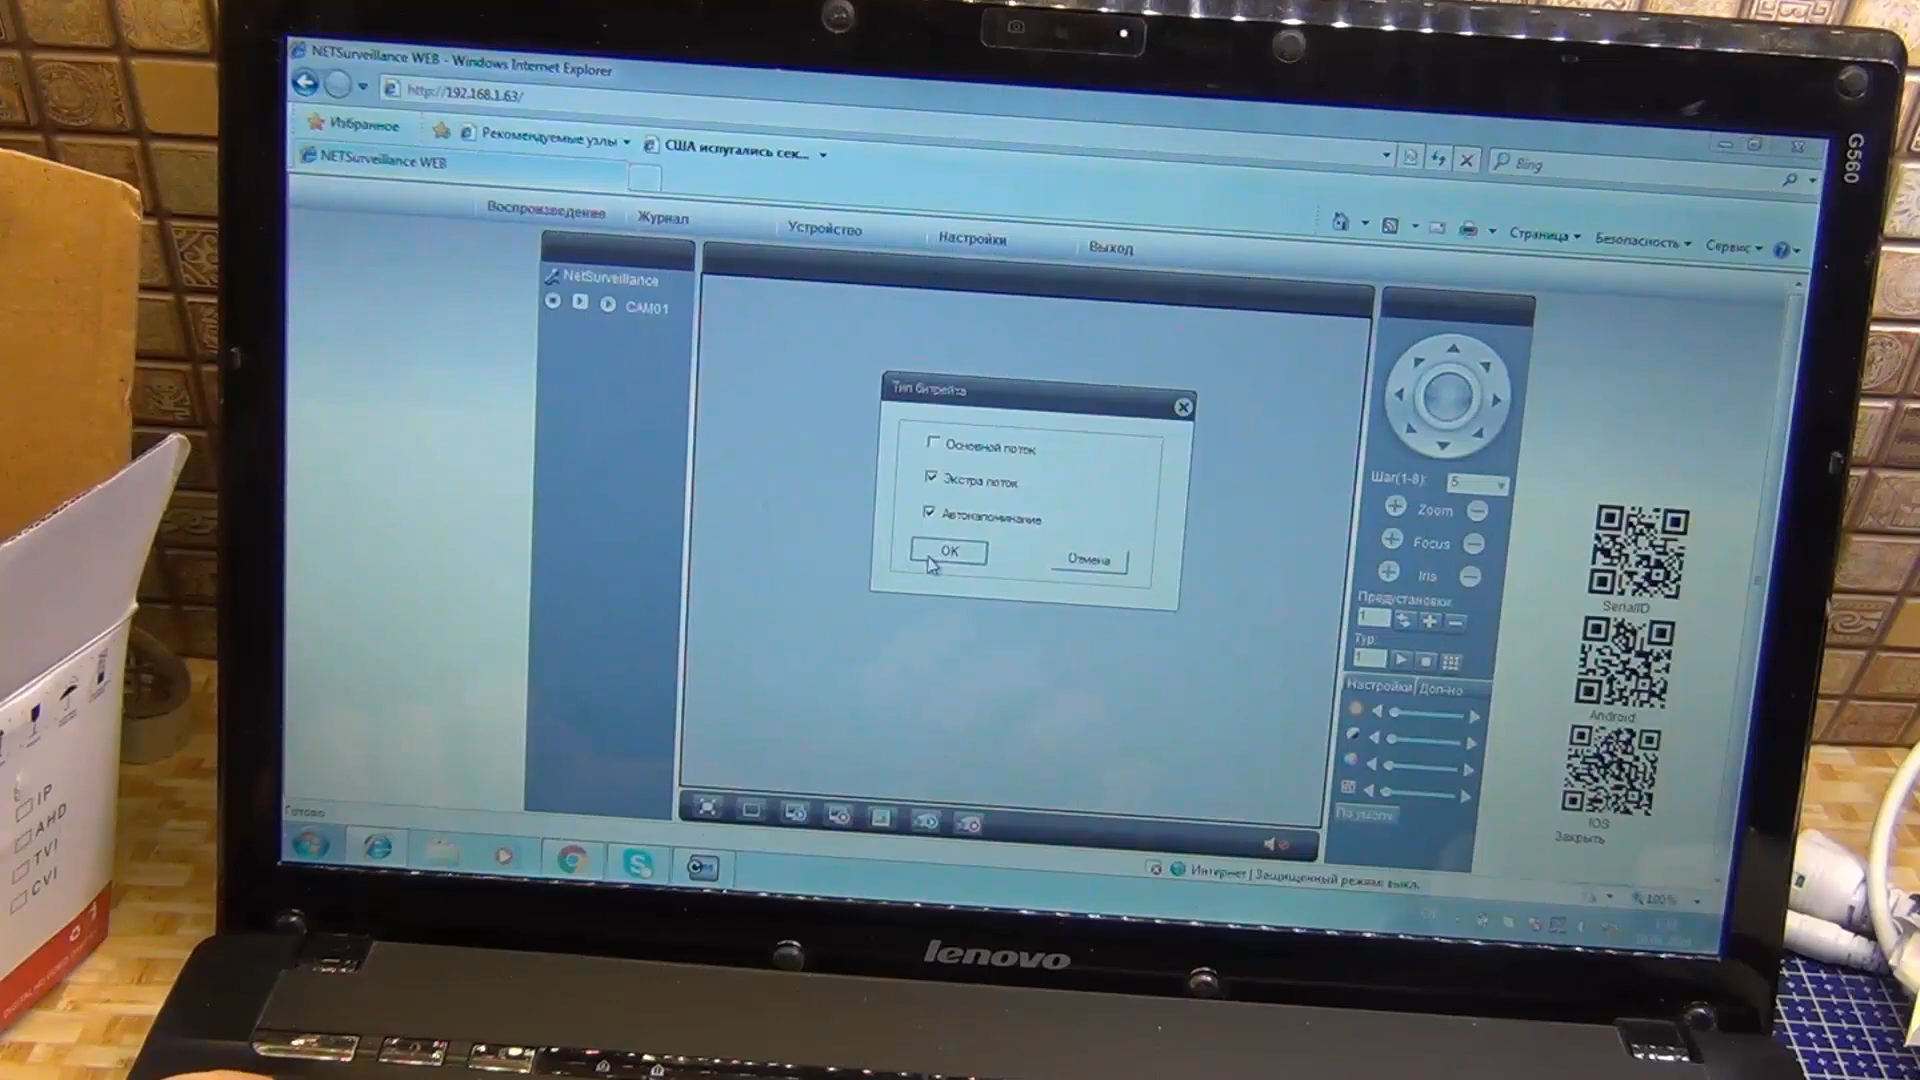 NETSurveillance WEB - Windows Internet Explorer
http://192.168.1.63/
Bing
Избранное
Рекомендуемые узлы
США испугались сек...
NETSurveillance WEB
Страница
Безопасность
Сервис
Воспроизведение
Журнал
Устройство
Настройки
Выход
NetSurveillance
CAM01
Тип битрейта
Основной поток
Экстра поток
Автозапоминание
OK
Отмена
Шаг(1-8):
5
Zoom
Focus
Iris
Предустановки
1
Тур:
1
Настройки
Доп-но
SerialID
Android
IOS
Закрыть
Готово
Интернет | Защищенный режим: выкл.
100%
G560
lenovo
IP
AHD
TVI
CVI